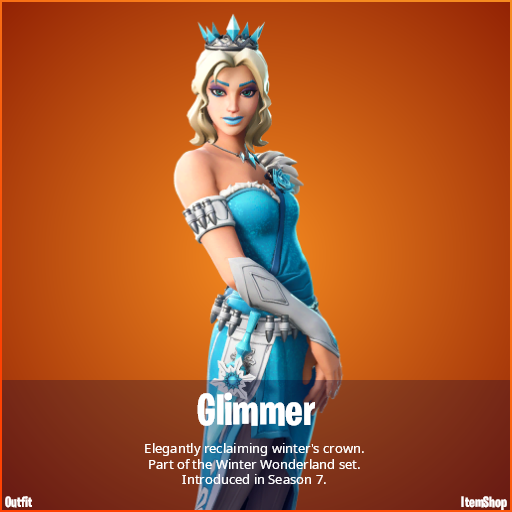 Glimmer
Elegantly reclaiming winter's crown.
Part of the Winter Wonderland set.
Introduced in Season 7.
Outfit
ItemShop